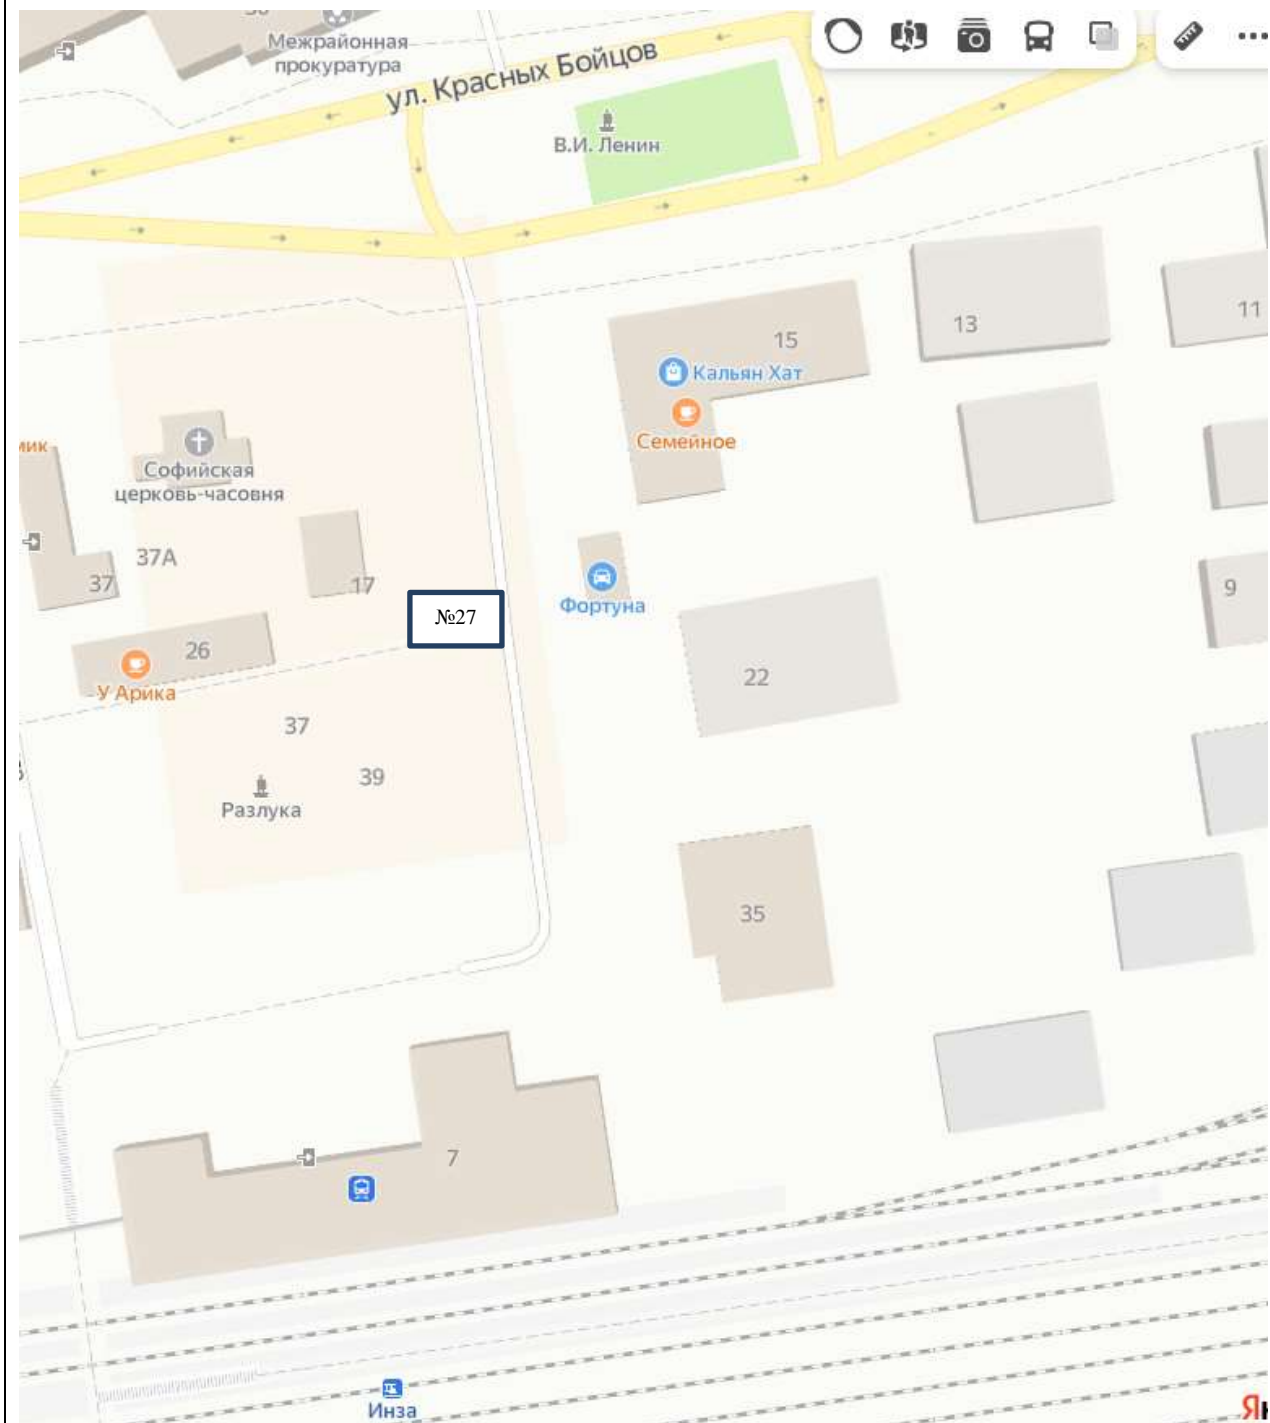 Межрайонная
прокуратура
ул. Красных Бойцов
В.И. Ленин
13
11
15
Кальян Хат
Семейное
Софийская
церковь-часовня
37А
37
17
9
Фортуна
№27
26
22
У Арика
37
39
Разлука
35
7
Инза